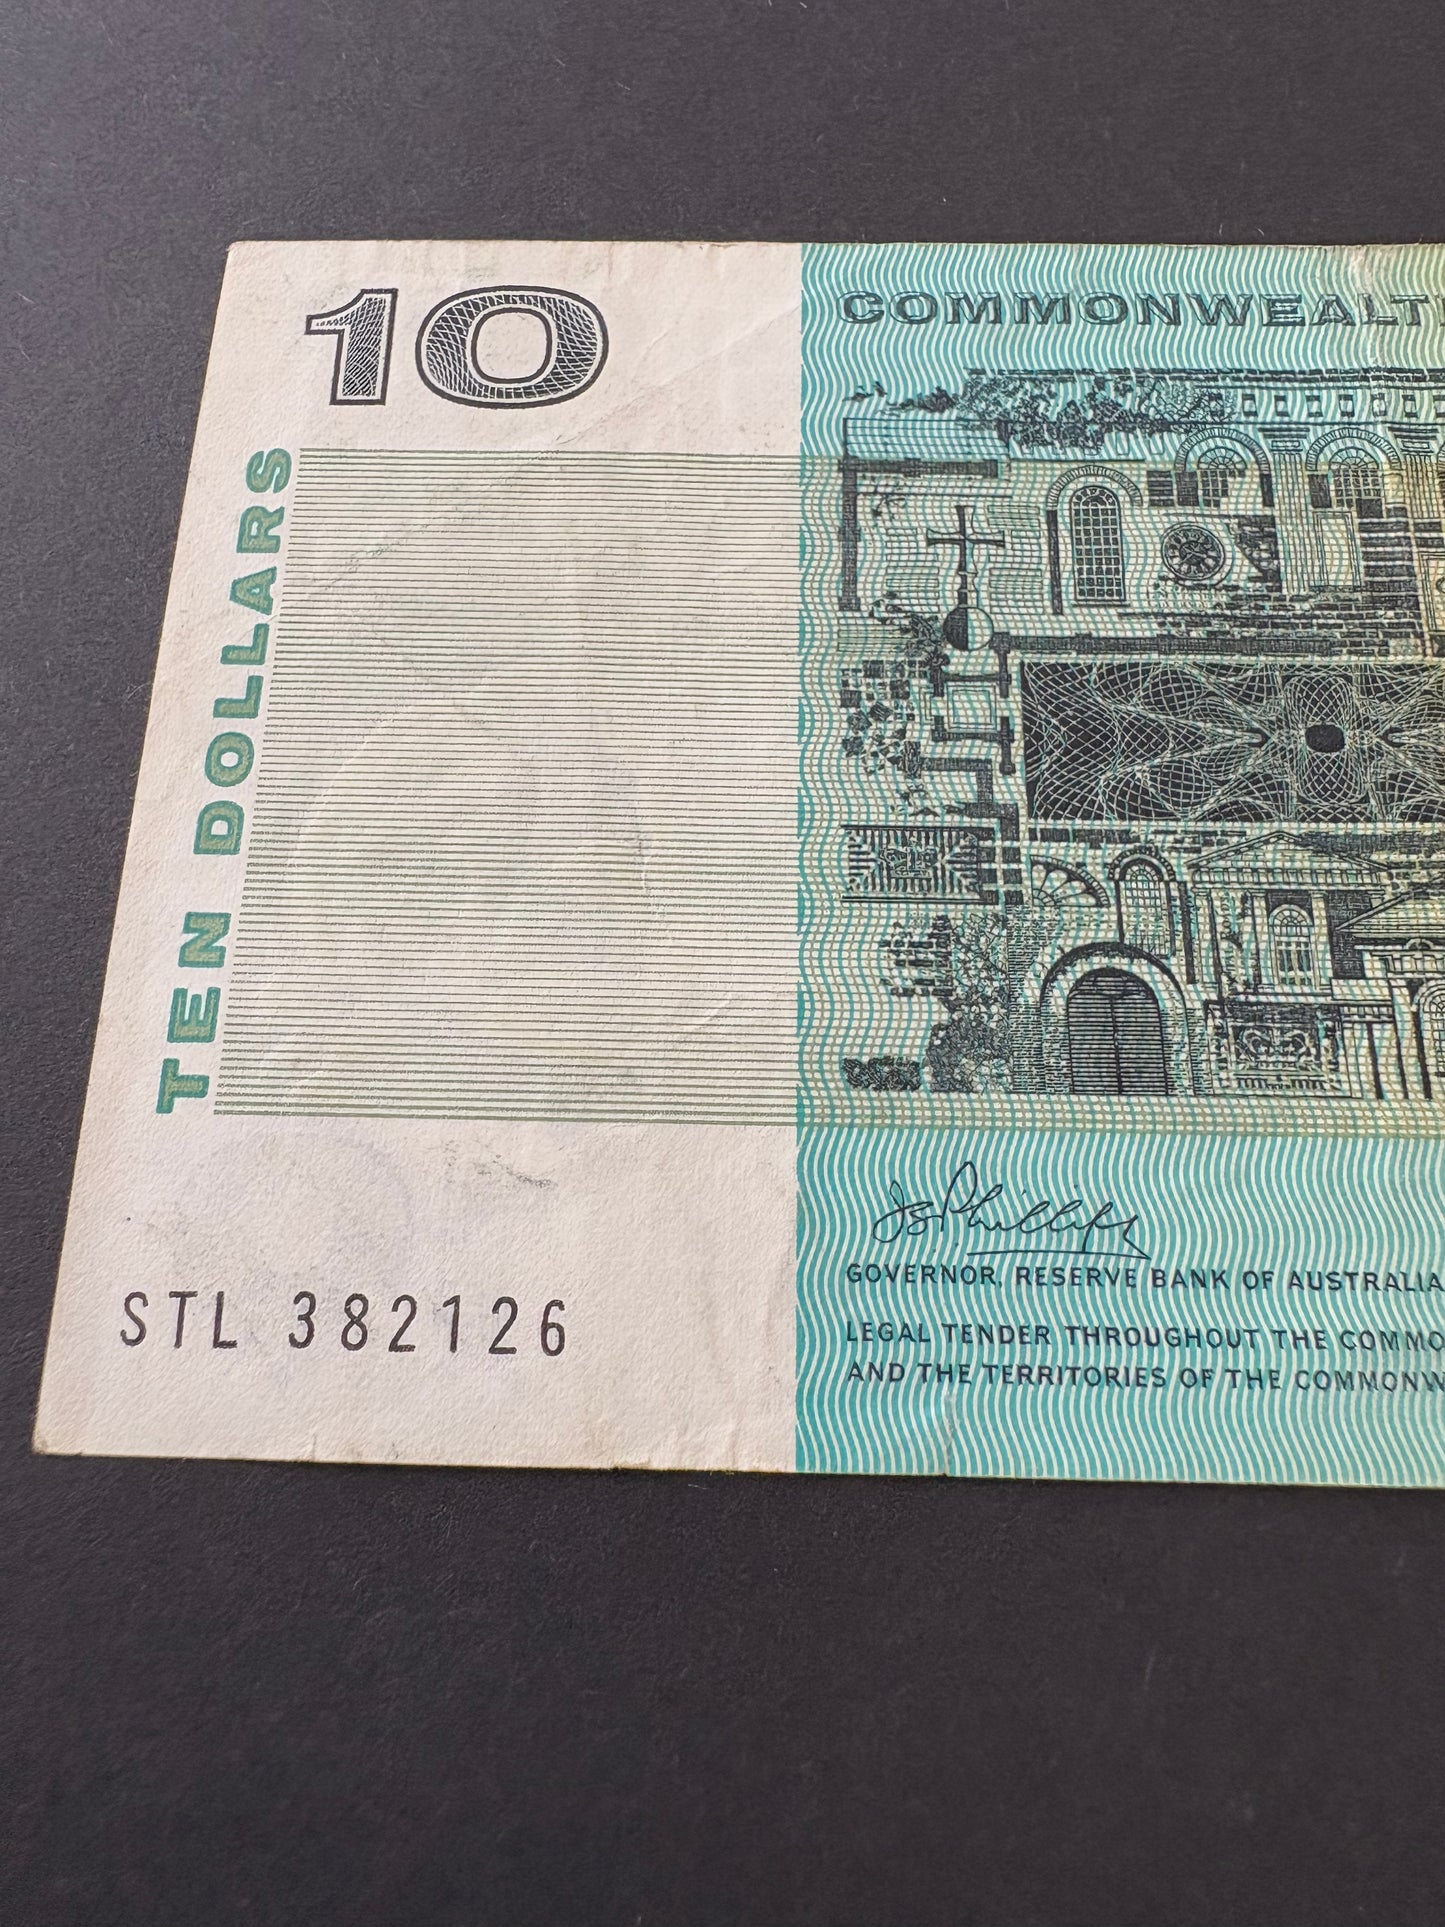 10
COMMONWEALT
TEN DOLLARS
JGPhillips
GOVERNOR, RESERVE BANK OF AUSTRALIA
STL 382126
LEGAL TENDER THROUGHOUT THE COMMO
AND THE TERRITORIES OF THE COMMONW